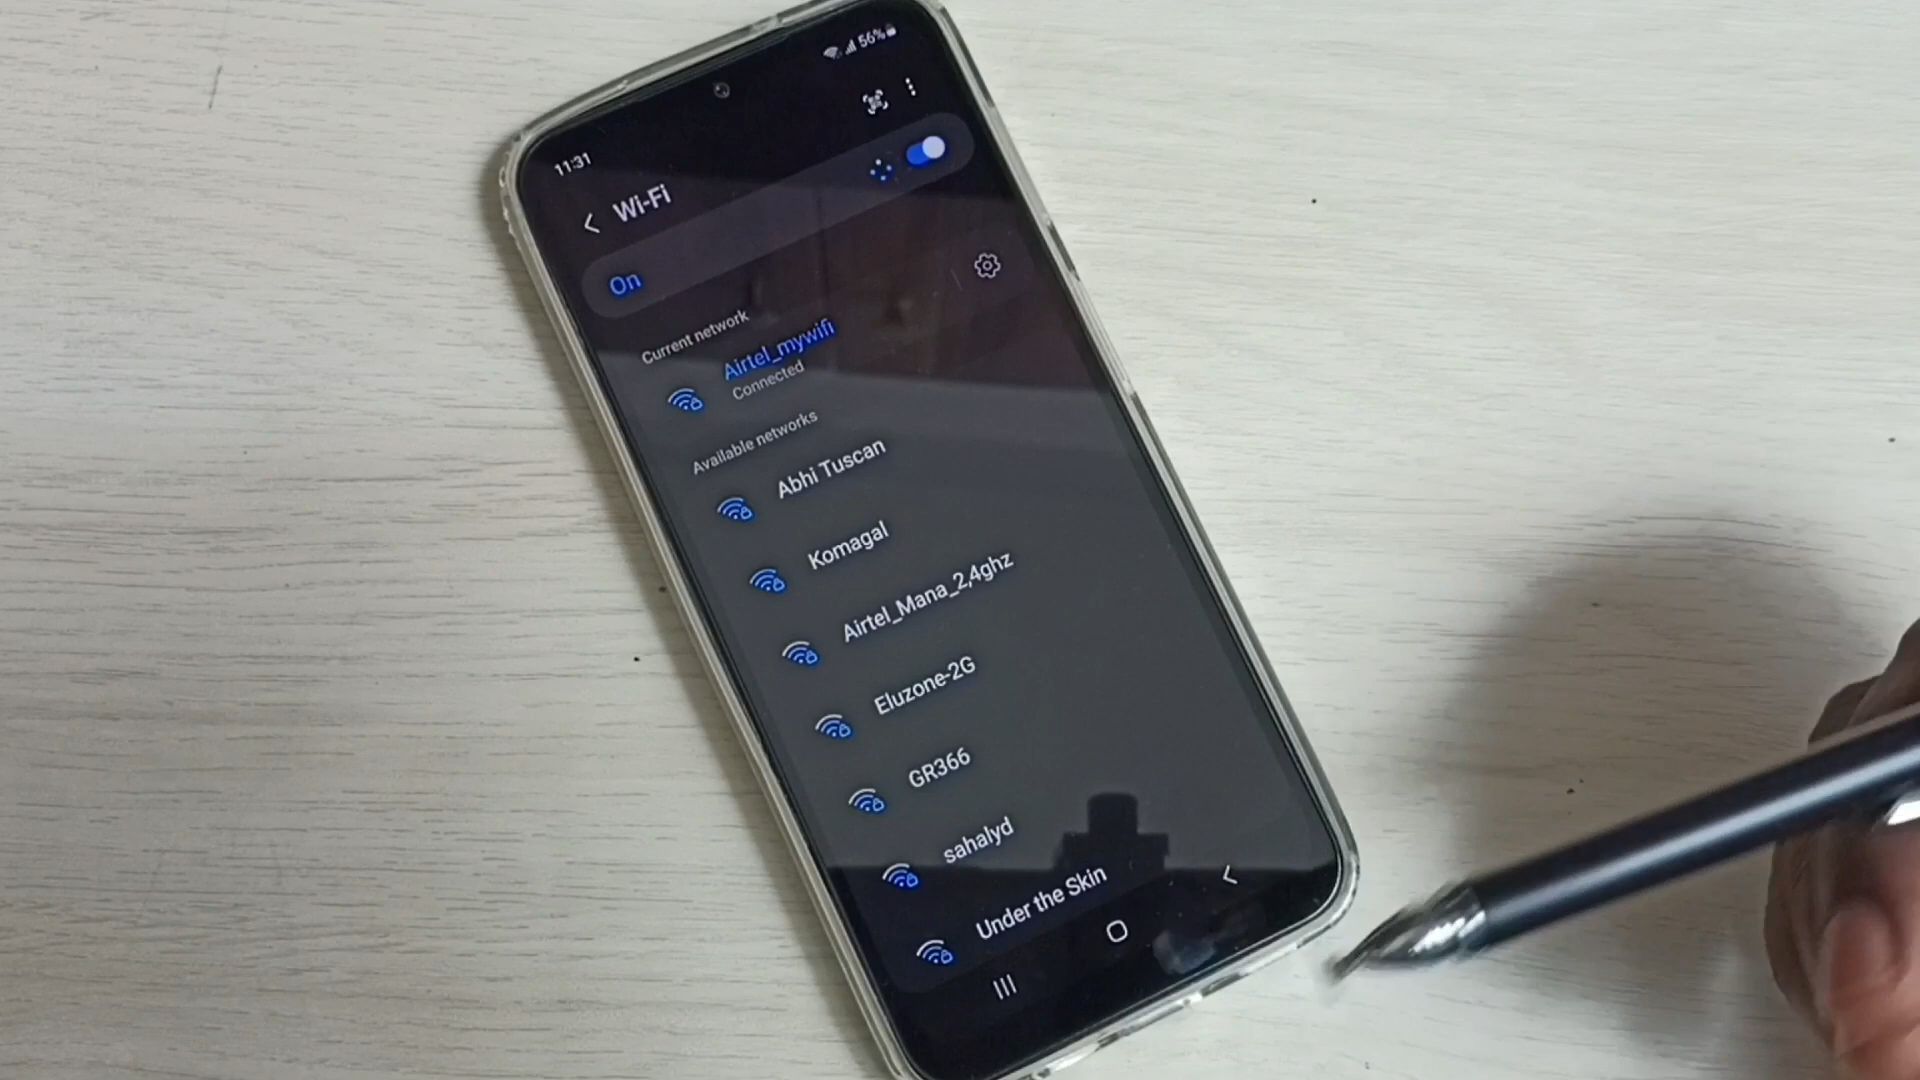 56%
11:31
Wi-Fi
On
Current network
Airtel_mywifi
Connected
Available networks
Abhi Tuscan
Komagal
Airtel_Mana_2,4ghz
Eluzone-2G
GR366
sahalyd
Under the Skin